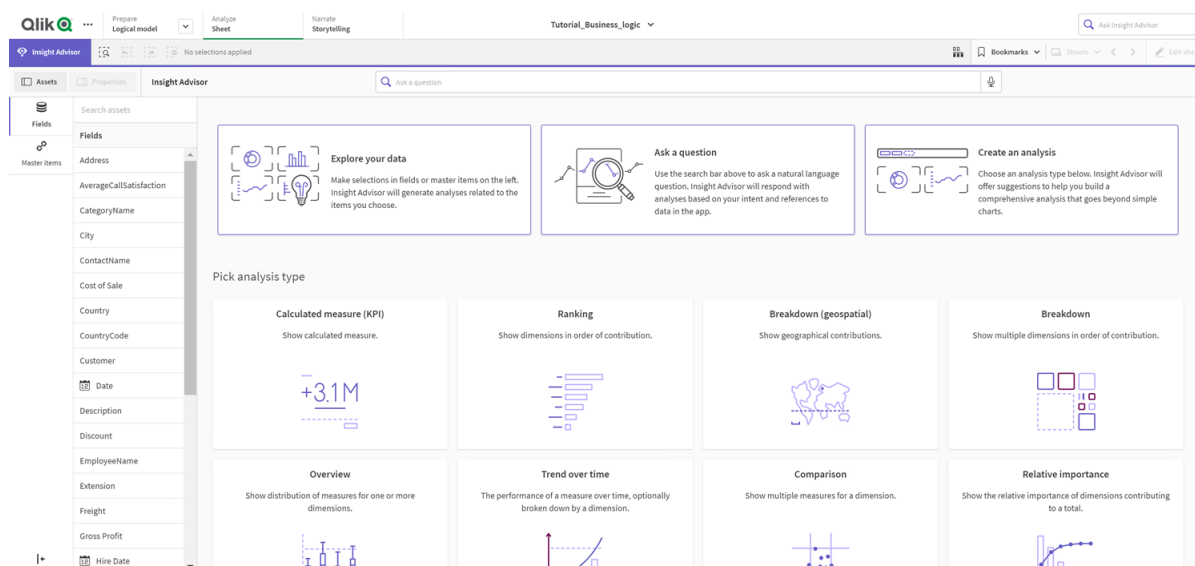 Qlik
...
Prepare
Logical model
Analyze
Sheet
Narrate
Storytelling
Tutorial_Business_logic
Ask Insight Advisor
Insight Advisor
No selections applied
Bookmarks
Sheets
Edit she
Assets
Properties
Insight Advisor
Ask a question
Fields
Master Items
Search assets
Fields
Address
AverageCallSatisfaction
CategoryName
City
ContactName
Cost of Sale
Country
CountryCode
Customer
Date
Description
Discount
EmployeeName
Extension
Freight
Gross Profit
Hire Date
Explore your data
Make selections in fields or master items on the left.
Insight Advisor will generate analyses related to the
items you choose.
Ask a question
Use the search bar above to ask a natural language
question. Insight Advisor will respond with
analyses based on your intent and references to
data in the app.
Create an analysis
Choose an analysis type below. Insight Advisor will
offer suggestions to help you build a
comprehensive analysis that goes beyond simple
charts.
Pick analysis type
Calculated measure (KPI)
Show calculated measure.
+3.1M
Ranking
Show dimensions in order of contribution.
Breakdown (geospatial)
Show geographical contributions.
Breakdown
Show multiple dimensions in order of contribution.
Overview
Show distribution of measures for one or more
dimensions.
Trend over time
The performance of a measure over time, optionally
broken down by a dimension.
Comparison
Show multiple measures for a dimension.
Relative importance
Show the relative importance of dimensions contributing
to a total.